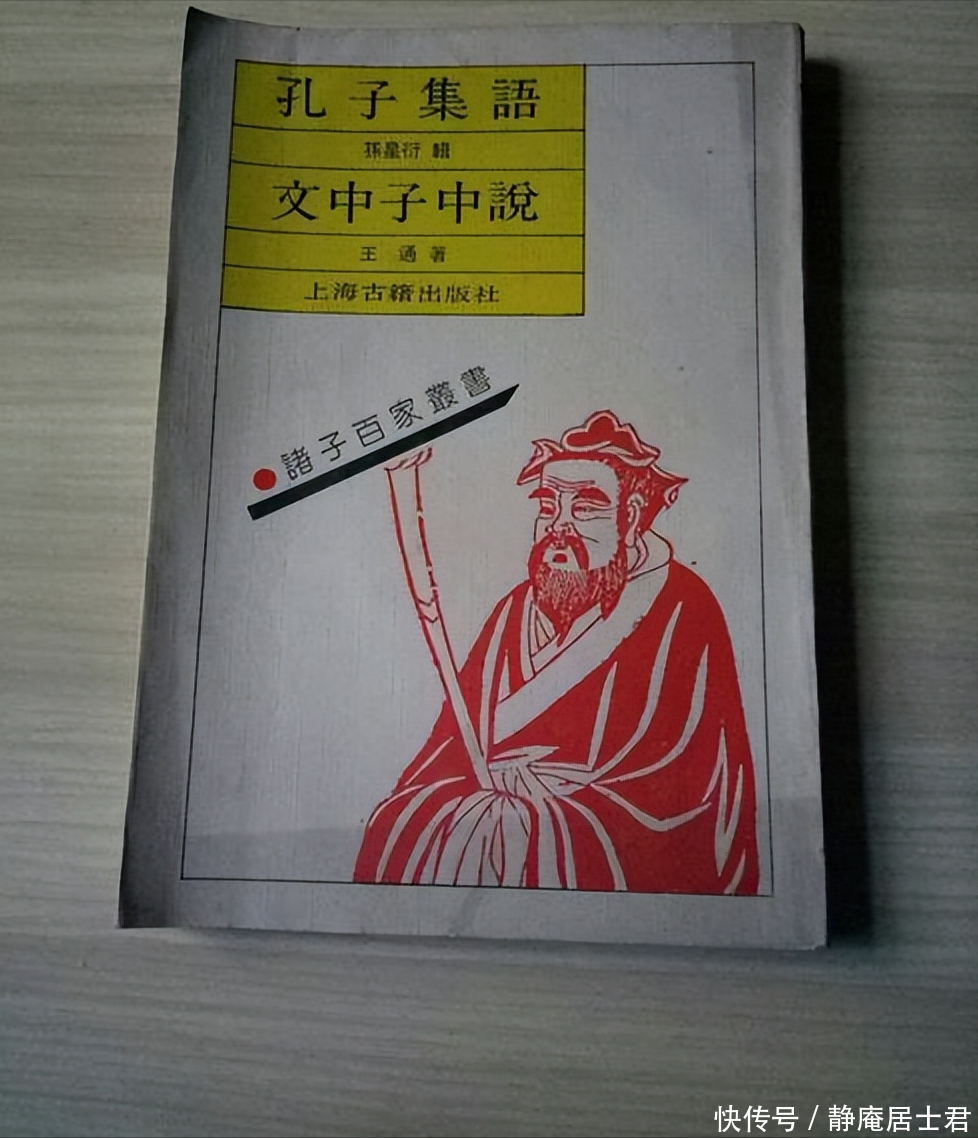 孔子集語
孫星衍 輯
文中子中說
王 通 著
上海古籍出版社
諸子百家叢書
快传号 / 静庵居士君